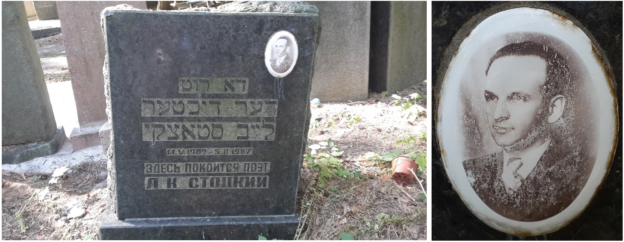 דא רוט
דער דיכטער
לייב סטאצקי
ЗДЕСЬ ПОКОИТСЯ ПОЭТ
Л. К. СТОЦКИЙ